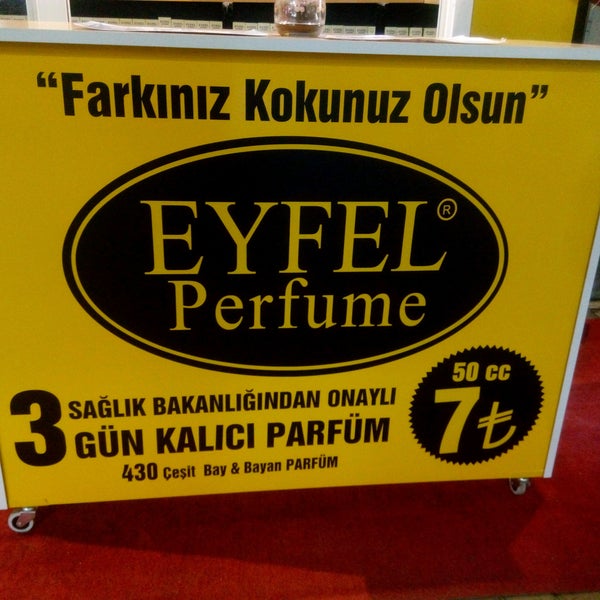 “Farkınız Kokunuz Olsun”
EYFEL®
Perfume
3 SAĞLIK BAKANLIĞINDAN ONAYLI
GÜN KALICI PARFÜM
430 Çeşit Bay & Bayan PARFÜM
50 cc
7₺